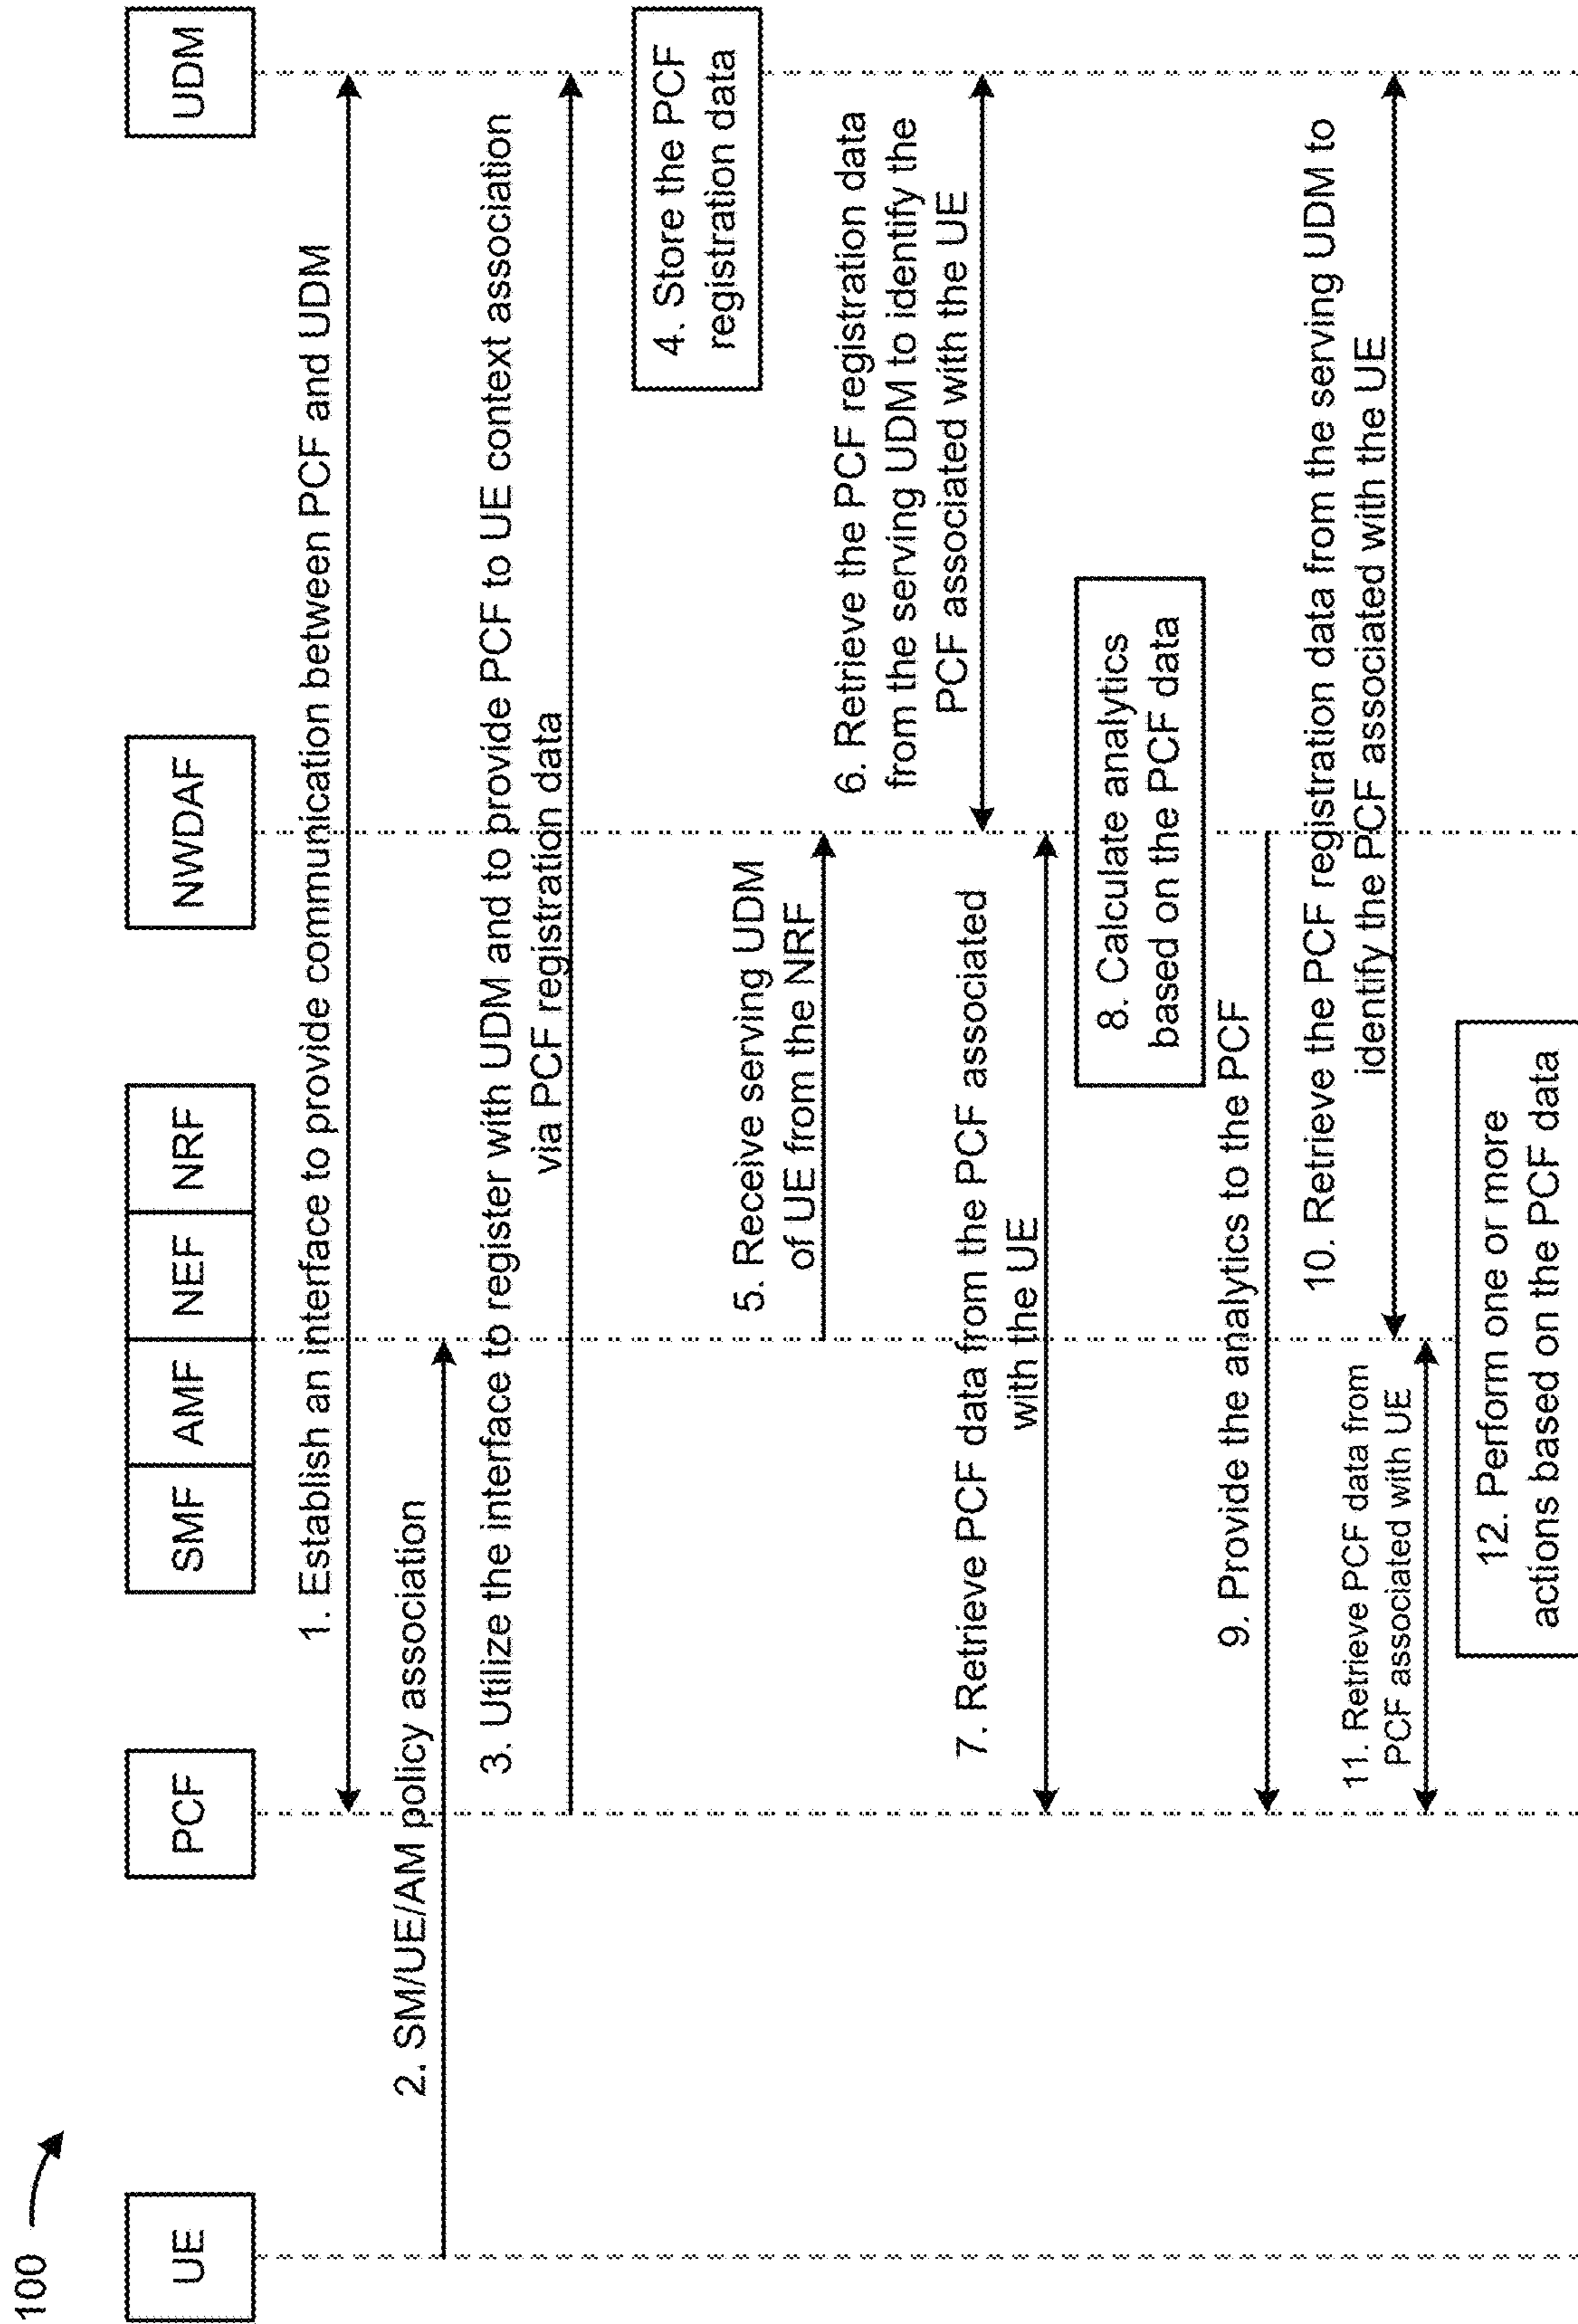 100
UE
PCF
SMF
AMF
NEF
NRF
NWDAF
UDM
1. Establish an interface to provide communication between PCF and UDM
2. SM/UE/AM policy association
3. Utilize the interface to register with UDM and to provide PCF to UE context association
via PCF registration data
4. Store the PCF
registration data
5. Receive serving UDM
of UE from the NRF
6. Retrieve the PCF registration data
from the serving UDM to identify the
PCF associated with the UE
7. Retrieve PCF data from the PCF associated
with the UE
8. Calculate analytics
based on the PCF data
9. Provide the analytics to the PCF
10. Retrieve the PCF registration data from the serving UDM to
identify the PCF associated with the UE
11. Retrieve PCF data from
PCF associated with UE
12. Perform one or more
actions based on the PCF data